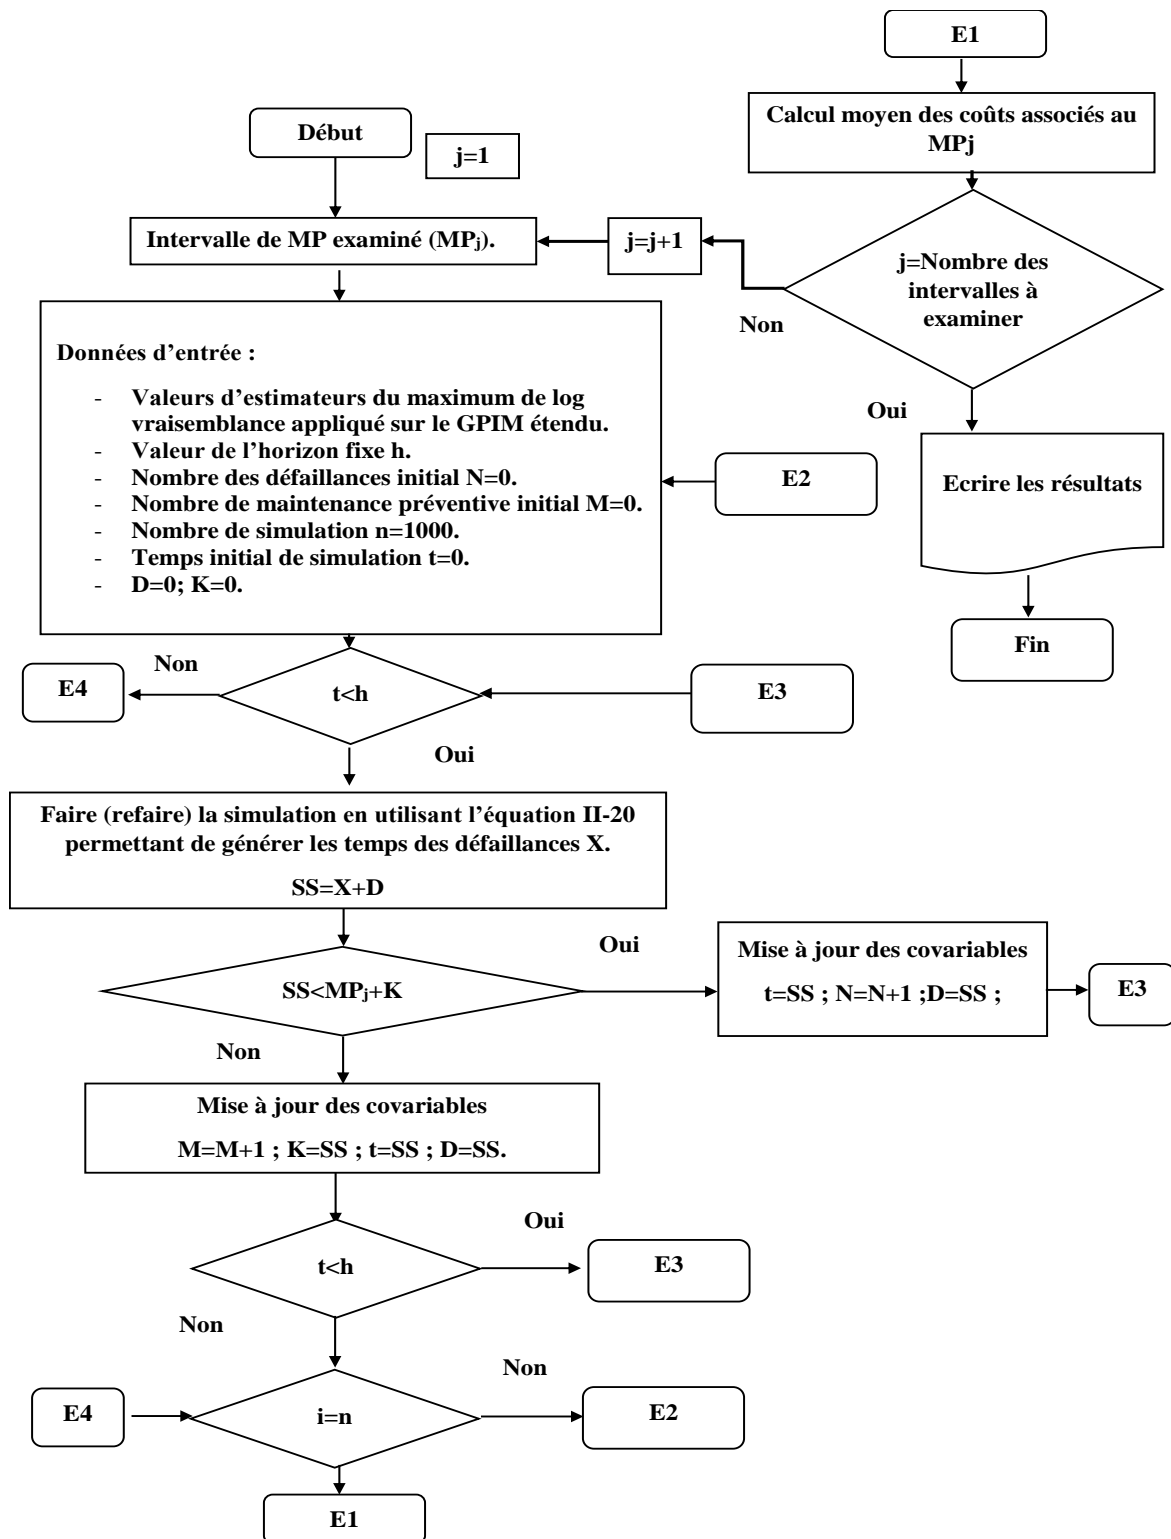 E1
Calcul moyen des coûts associés au
MPj
Début
j=1
Intervalle de MP examiné (MPj).
j=j+1
j=Nombre des
intervalles à
examiner
Non
Oui
Données d'entrée :
- Valeurs d'estimateurs du maximum de log
vraisemblance appliqué sur le GPIM étendu.
- Valeur de l'horizon fixe h.
- Nombre des défaillances initial N=0.
- Nombre de maintenance préventive initial M=0.
- Nombre de simulation n=1000.
- Temps initial de simulation t=0.
- D=0; K=0.
E2
Ecrire les résultats
Fin
Non
E4
t<h
E3
Oui
Faire (refaire) la simulation en utilisant l'équation II-20
permettant de générer les temps des défaillances X.
SS=X+D
Oui
SS<MPj+K
Mise à jour des covariables
t=SS ; N=N+1 ;D=SS ;
E3
Non
Mise à jour des covariables
M=M+1 ; K=SS ; t=SS ; D=SS.
Oui
t<h
E3
Non
Non
E4
i=n
E2
E1